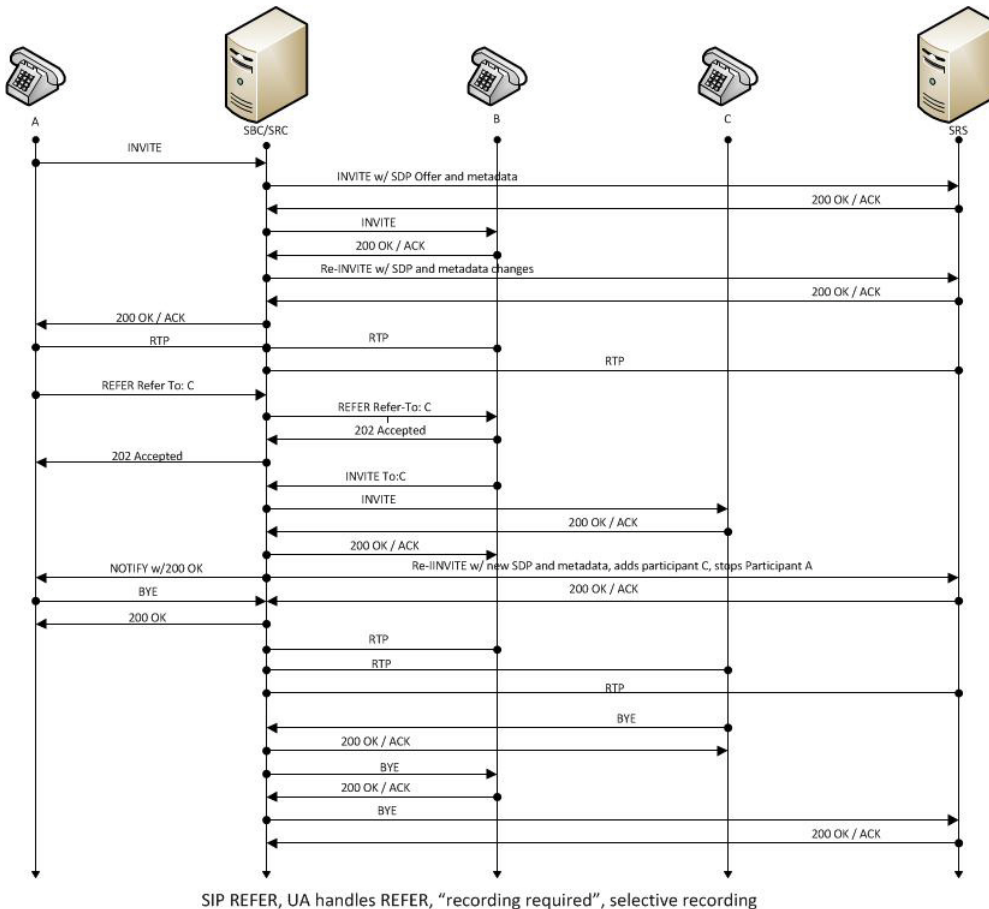 A
SBC/SRC
B
C
SRS
INVITE
INVITE w/ SDP Offer and metadata
200 OK / ACK
INVITE
200 OK / ACK
Re-INVITE w/ SDP and metadata changes
200 OK / ACK
200 OK / ACK
RTP
RTP
RTP
REFER Refer To: C
REFER Refer-To: C
202 Accepted
202 Accepted
INVITE To:C
INVITE
200 OK / ACK
200 OK / ACK
NOTIFY w/200 OK
Re-IINVITE w/ new SDP and metadata, adds participant C, stops Participant A
BYE
200 OK / ACK
200 OK
RTP
RTP
RTP
BYE
200 OK / ACK
BYE
200 OK / ACK
BYE
200 OK / ACK
SIP REFER, UA handles REFER, “recording required”, selective recording